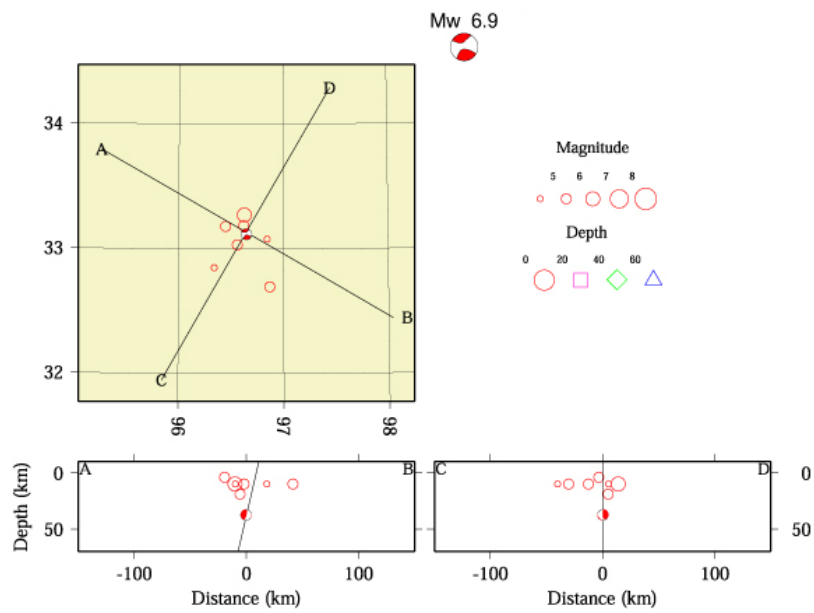 Mw 6.9
D
A
B
C
34
33
32
96
97
98
Magnitude
5 6 7 8
Depth
0 20 40 60
A B
C D
0
50
Depth (km)
-100 0 100
Distance (km)
-100 0 100
Distance (km)
0
50